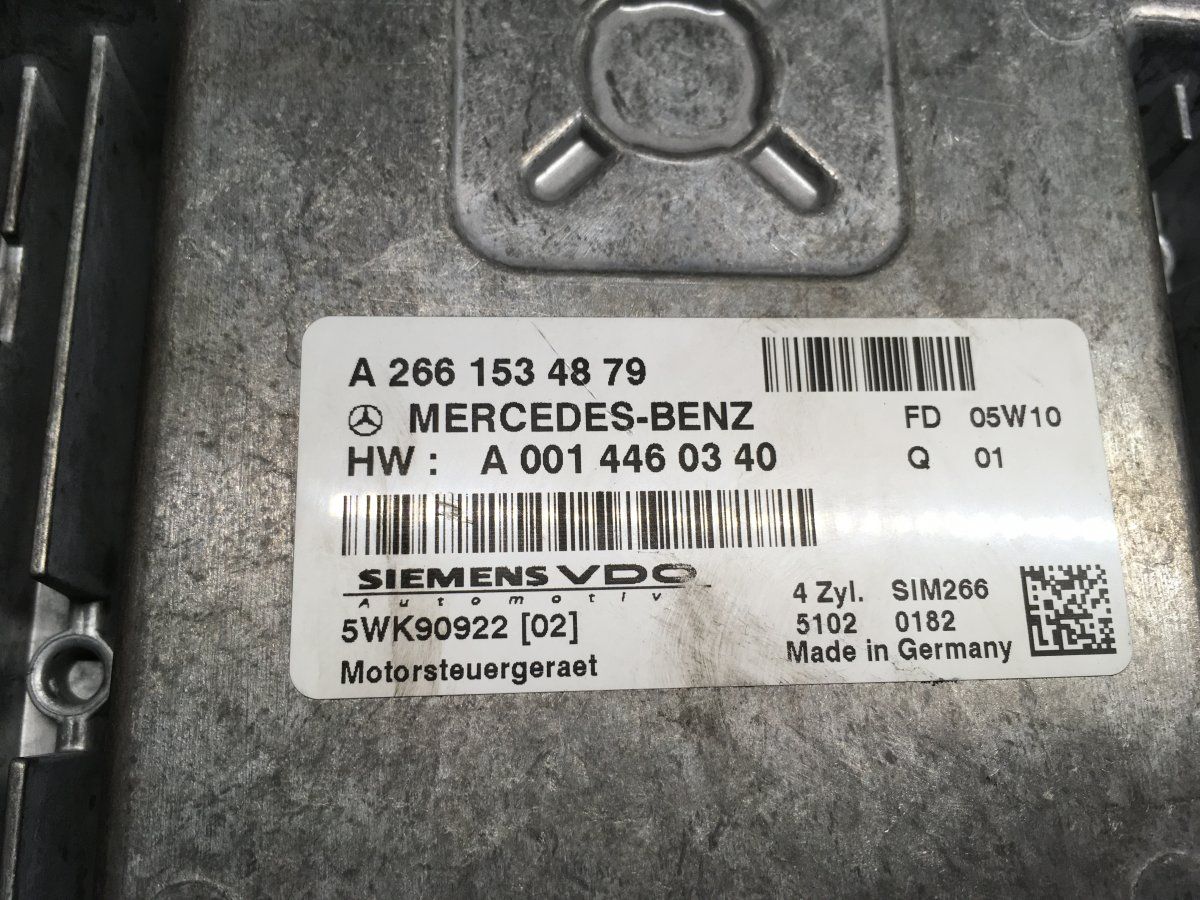 A 266 153 48 79
MERCEDES-BENZ
FD 05W10
HW : A 001 446 03 40
Q 01
SIEMENS VDO
Automotiv
5WK90922 [02]
4 Zyl. SIM266
5102 0182
Motorsteuergeraet
Made in Germany